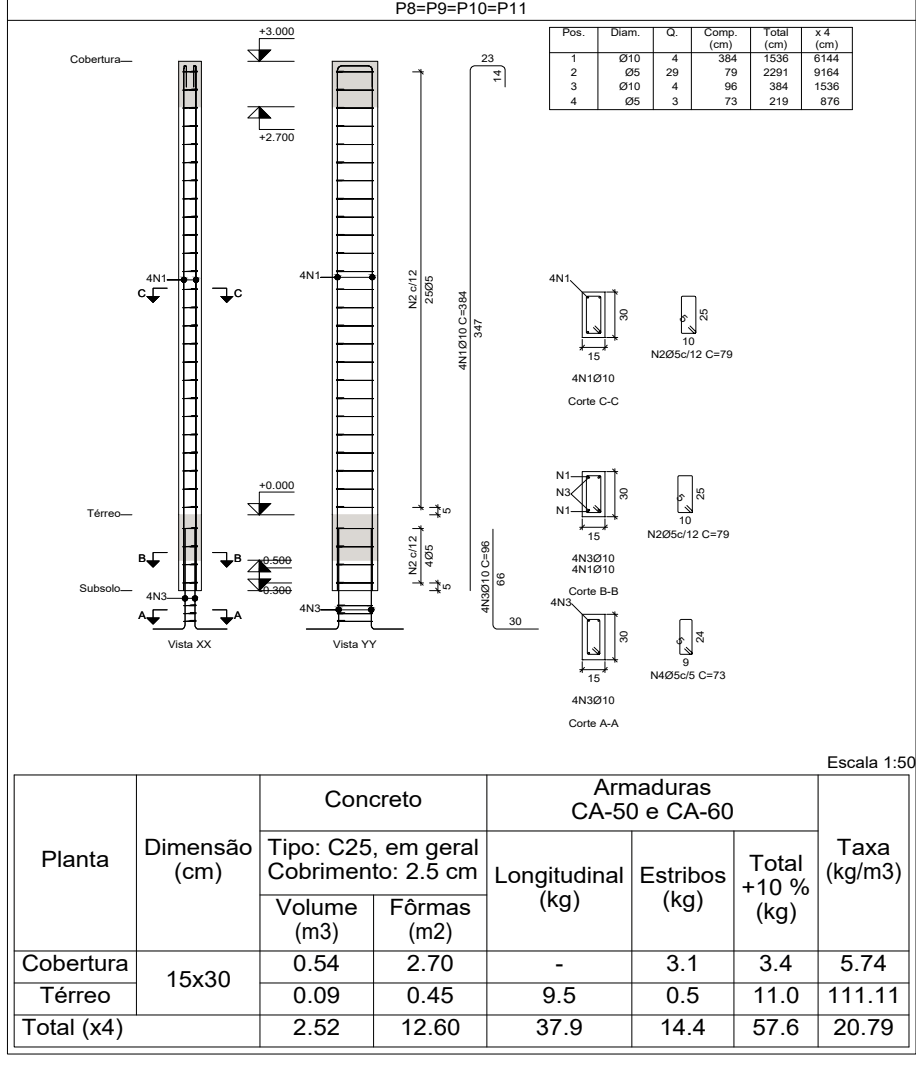 P8=P9=P10=P11
Pos. Diam. Q. Comp. (cm) Total (cm) x 4 (cm)
1 Ø10 4 384 1536 6144
2 Ø5 29 79 2291 9164
3 Ø10 4 96 384 1536
4 Ø5 3 73 219 876
Cobertura
+3.000
+2.700
23
14
4N1
4N1
C C
N2 c/12
25Ø5
4N1Ø10 C=384
347
4N1
30
15
4N1Ø10
Corte C-C
25
5
10
N2Ø5c/12 C=79
Térreo
+0.000
5
N1
N3
N1
30
15
4N3Ø10
4N1Ø10
Corte B-B
25
5
10
N2Ø5c/12 C=79
B B
N2 c/12
4Ø5
4N3Ø10 C=96
66
30
-0.500
-0.300
Subsolo
5
4N3
4N3
A A
Vista XX
Vista YY
4N3
30
15
4N3Ø10
Corte A-A
24
5
9
N4Ø5c/5 C=73
Escala 1:50
Planta
Dimensão (cm)
Concreto
Armaduras
CA-50 e CA-60
Taxa (kg/m3)
Tipo: C25, em geral
Cobrimento: 2.5 cm
Longitudinal (kg)
Estribos (kg)
Total +10 % (kg)
Volume (m3)
Fôrmas (m2)
Cobertura 15x30 0.54 2.70 - 3.1 3.4 5.74
Térreo 0.09 0.45 9.5 0.5 11.0 111.11
Total (x4) 2.52 12.60 37.9 14.4 57.6 20.79